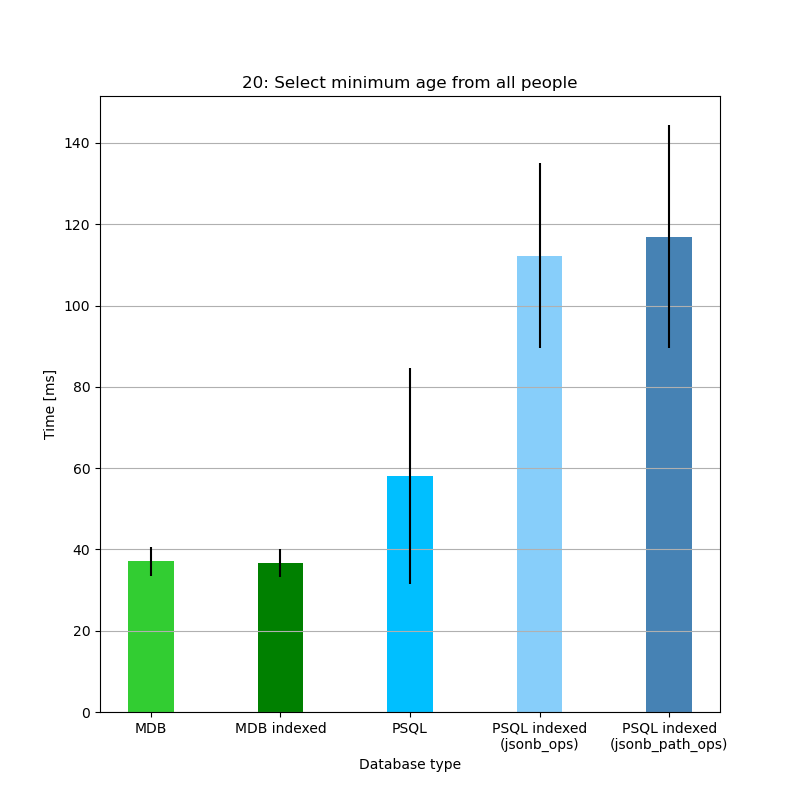 20: Select minimum age from all people
Time [ms]
140
120
100
80
60
40
20
0
MDB
MDB indexed
PSQL
PSQL indexed
(jsonb_ops)
PSQL indexed
(jsonb_path_ops)
Database type